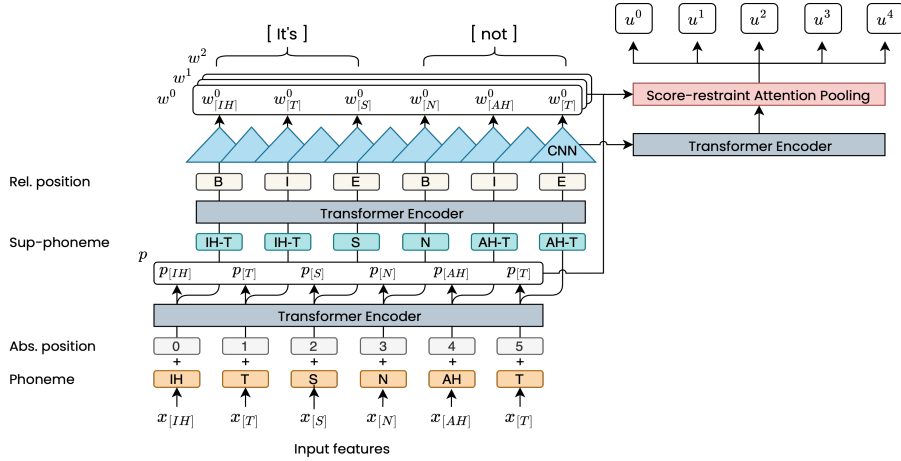 u^0 u^1 u^2 u^3 u^4
[ It's ] [ not ]
w^2
w^1
w^0
w^0_{[IH]} w^0_{[T]} w^0_{[S]} w^0_{[N]} w^0_{[AH]} w^0_{[T]}
Score-restraint Attention Pooling
CNN
Transformer Encoder
Rel. position B I E B I E
Transformer Encoder
Sup-phoneme IH-T IH-T S N AH-T AH-T
p
p_{[IH]} p_{[T]} p_{[S]} p_{[N]} p_{[AH]} p_{[T]}
Transformer Encoder
Abs. position 0 1 2 3 4 5
+ + + + + +
Phoneme IH T S N AH T
x_{[IH]} x_{[T]} x_{[S]} x_{[N]} x_{[AH]} x_{[T]}
Input features